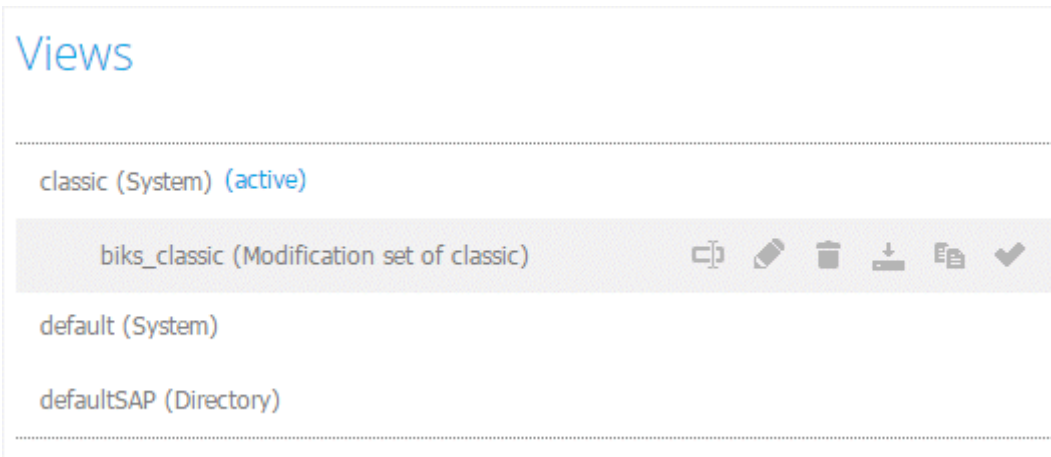 Views
classic (System) (active)
biks_classic (Modification set of classic)
default (System)
defaultSAP (Directory)